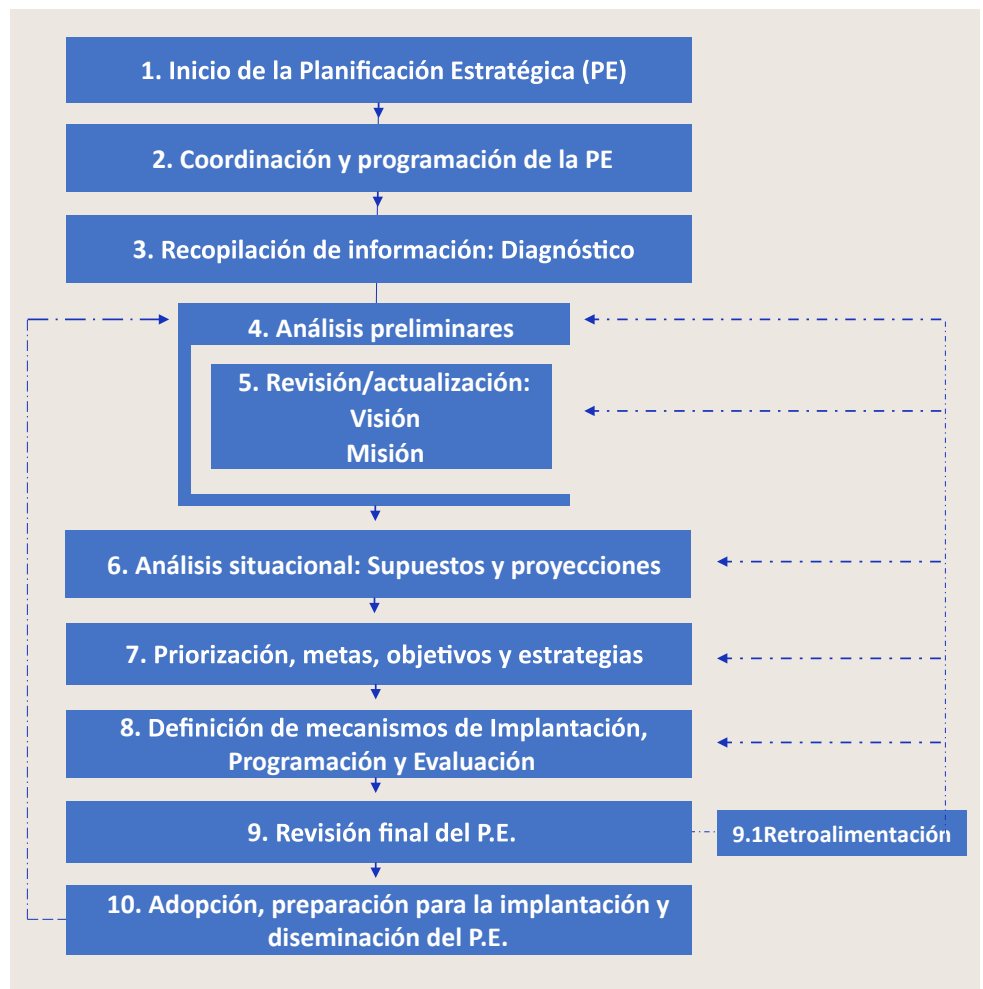 1. Inicio de la Planificación Estratégica (PE)
2. Coordinación y programación de la PE
3. Recopilación de información: Diagnóstico
4. Análisis preliminares
5. Revisión/actualización:
Visión
Misión
6. Análisis situacional: Supuestos y proyecciones
7. Priorización, metas, objetivos y estrategias
8. Definición de mecanismos de Implantación,
Programación y Evaluación
9. Revisión final del P.E.
9.1Retroalimentación
10. Adopción, preparación para la implantación y
diseminación del P.E.